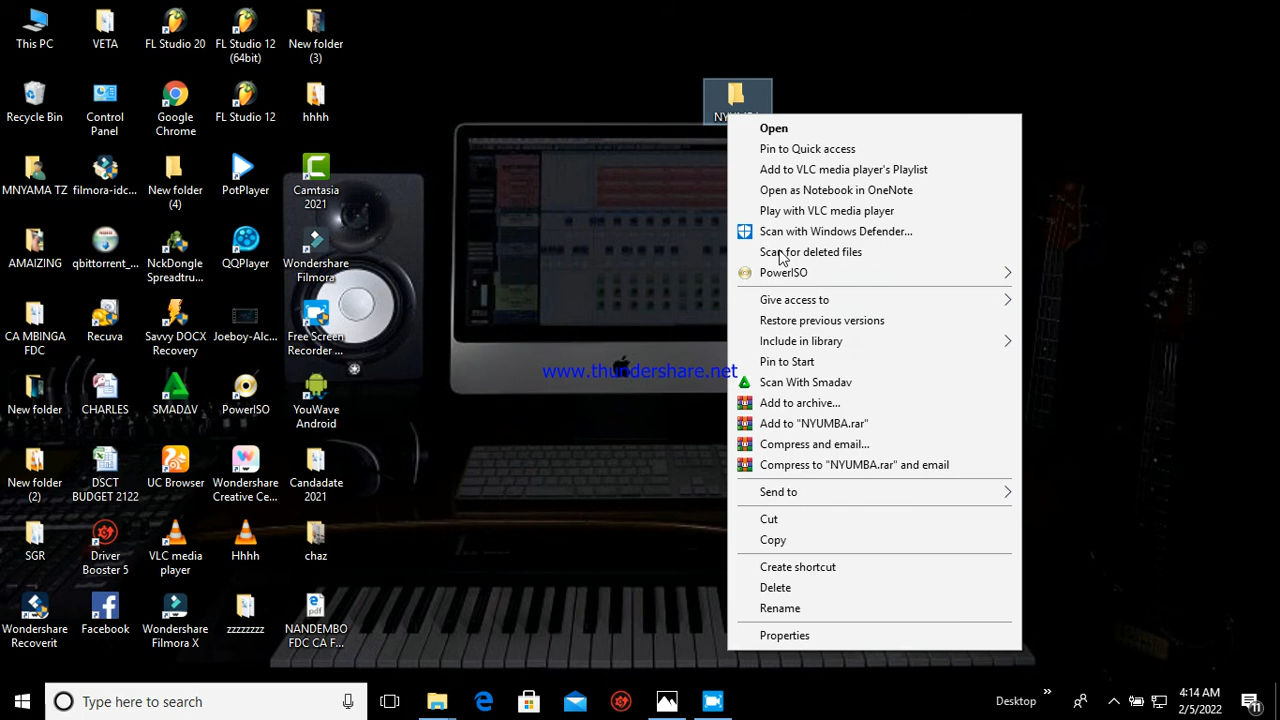 This PC
VETA
FL Studio 20
FL Studio 12
(64bit)
New folder
(3)
Recycle Bin
Control
Panel
Google
Chrome
FL Studio 12
hhhh
MNYAMA TZ
filmora-idc...
New folder
(4)
PotPlayer
Camtasia
2021
AMAIZING
qbittorrent_...
NckDongle
Spreadtru...
QQPlayer
Wondershare
Filmora
CA MBINGA
FDC
Recuva
Savvy DOCX
Recovery
Joeboy-Alc...
Free Screen
Recorder ...
New folder
CHARLES
SMADΔV
PowerISO
YouWave
Android
New folder
(2)
DSCT
BUDGET 2122
UC Browser
Wondershare
Creative Ce...
Candadate
2021
SGR
Driver
Booster 5
VLC media
player
Hhhh
chaz
Wondershare
Recoverit
Facebook
Wondershare
Filmora X
zzzzzzzz
NANDEMBO
FDC CA F...
www.thundershare.net
Open
Pin to Quick access
Add to VLC media player's Playlist
Open as Notebook in OneNote
Play with VLC media player
Scan with Windows Defender...
Scan for deleted files
PowerISO
Give access to
Restore previous versions
Include in library
Pin to Start
Scan With Smadav
Add to archive...
Add to "NYUMBA.rar"
Compress and email...
Compress to "NYUMBA.rar" and email
Send to
Cut
Copy
Create shortcut
Delete
Rename
Properties
Type here to search
Desktop
4:14 AM
2/5/2022
11